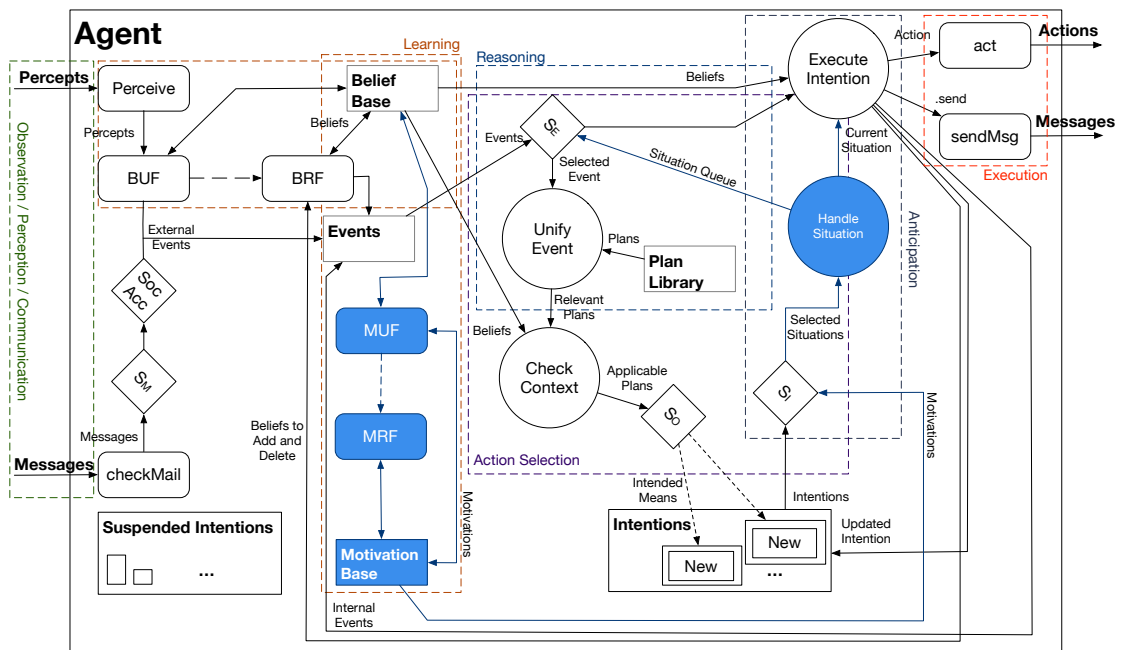 Agent
Learning
Reasoning
Percepts
Perceive
Belief
Base
Beliefs
Execute
Intention
Action
act
Actions
.send
sendMsg
Messages
Execution
Percepts
Beliefs
Events
SE
Selected
Event
Situation Queue
Current
Situation
BUF
BRF
Observation / Perception / Communication
External
Events
Events
Unify
Event
Plans
Plan
Library
Handle
Situation
Anticipation
Soc
Acc
MUF
Relevant
Plans
Beliefs
Selected
Situations
SM
Check
Context
Applicable
Plans
SO
SI
Motivations
Messages
Messages
checkMail
Beliefs to
Add and
Delete
MRF
Action Selection
Intended
Means
Intentions
Motivations
Suspended Intentions
...
Motivation
Base
Intentions
New
New
...
Updated
Intention
Internal
Events